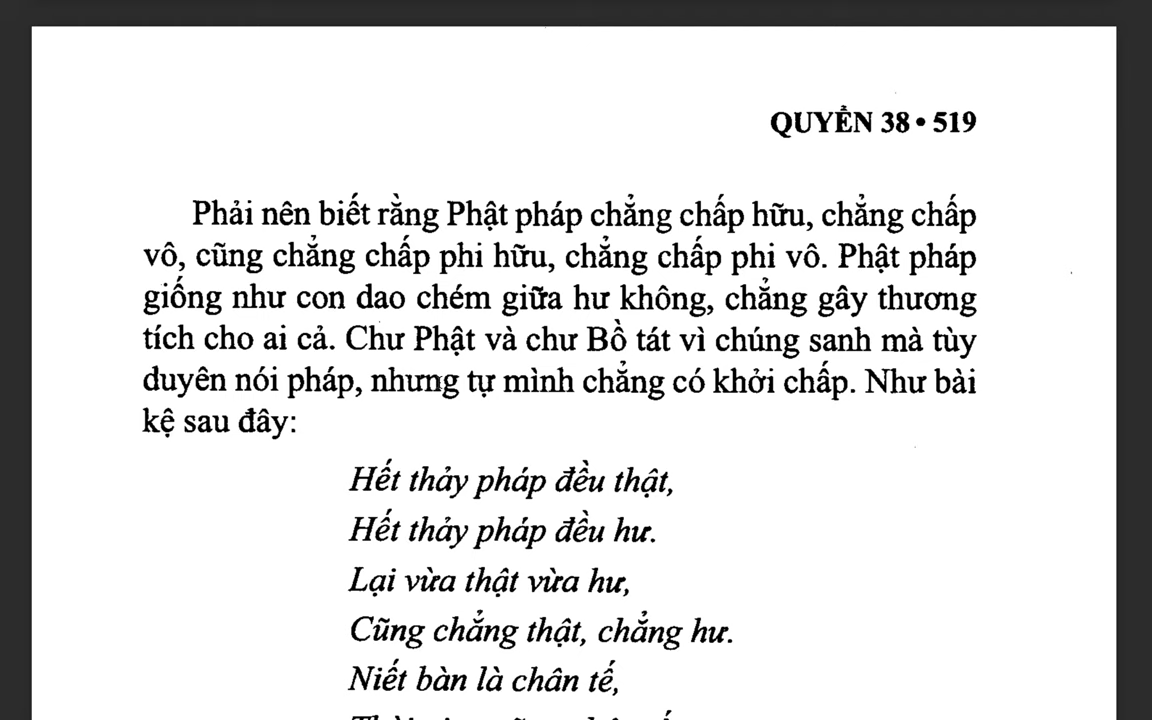 QUYỂN 38 • 519
Phải nên biết rằng Phật pháp chẳng chấp hữu, chẳng chấp
vô, cũng chẳng chấp phi hữu, chẳng chấp phi vô. Phật pháp
giống như con dao chém giữa hư không, chẳng gây thương
tích cho ai cả. Chư Phật và chư Bồ tát vì chúng sanh mà tùy
duyên nói pháp, nhưng tự mình chẳng có khởi chấp. Như bài
kệ sau đây:
Hết thảy pháp đều thật,
Hết thảy pháp đều hư.
Lại vừa thật vừa hư,
Cũng chẳng thật, chẳng hư.
Niết bàn là chân tế,